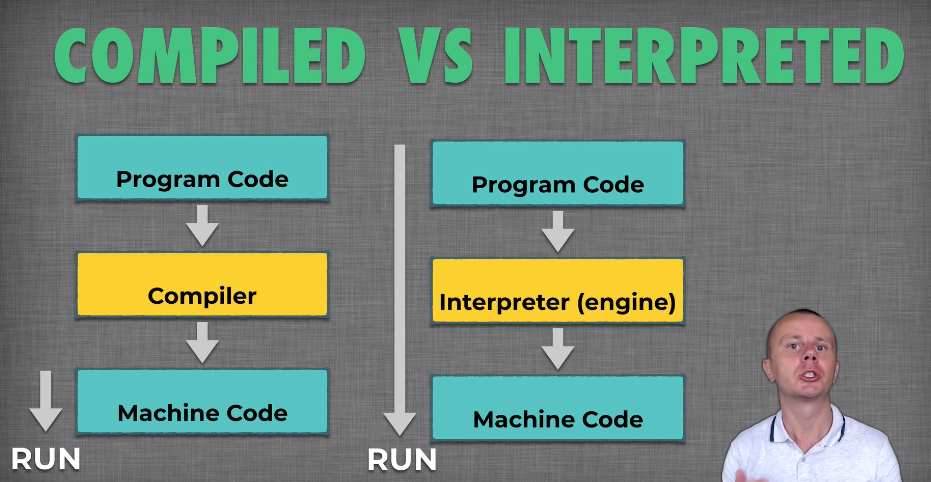 COMPILED VS INTERPRETED
Program Code
Compiler
Machine Code
RUN
Program Code
Interpreter (engine)
Machine Code
RUN